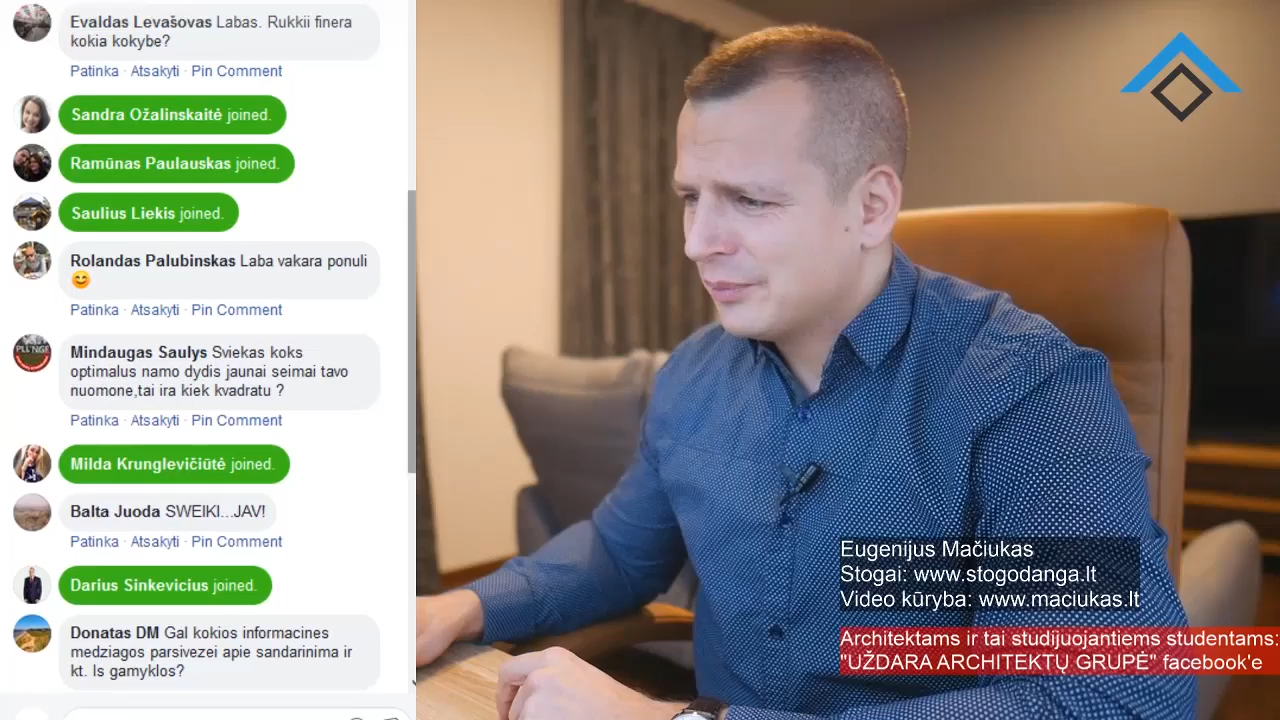 Evaldas Levašovas Labas. Rukkii finera
kokia kokybe?
Patinka · Atsakyti · Pin Comment
Sandra Ožalinskaitė joined.
Ramūnas Paulauskas joined.
Saulius Liekis joined.
Rolandas Palubinskas Laba vakara ponuli
😊
Patinka · Atsakyti · Pin Comment
Mindaugas Saulys Sviekas koks
optimalus namo dydis jaunai seimai tavo
nuomone,tai ira kiek kvadratu ?
Patinka · Atsakyti · Pin Comment
Milda Krunglevičiūtė joined.
Balta Juoda SWEIKI...JAV!
Patinka · Atsakyti · Pin Comment
Darius Sinkevicius joined.
Donatas DM Gal kokios informacines
medziagos parsivezei apie sandarinima ir
kt. Is gamyklos?
Eugenijus Mačiukas
Stogai: www.stogodanga.lt
Video kūryba: www.maciukas.lt
Architektams ir tai studijuojantiems studentams:
"UŽDARA ARCHITEKTŲ GRUPĖ" facebook'e